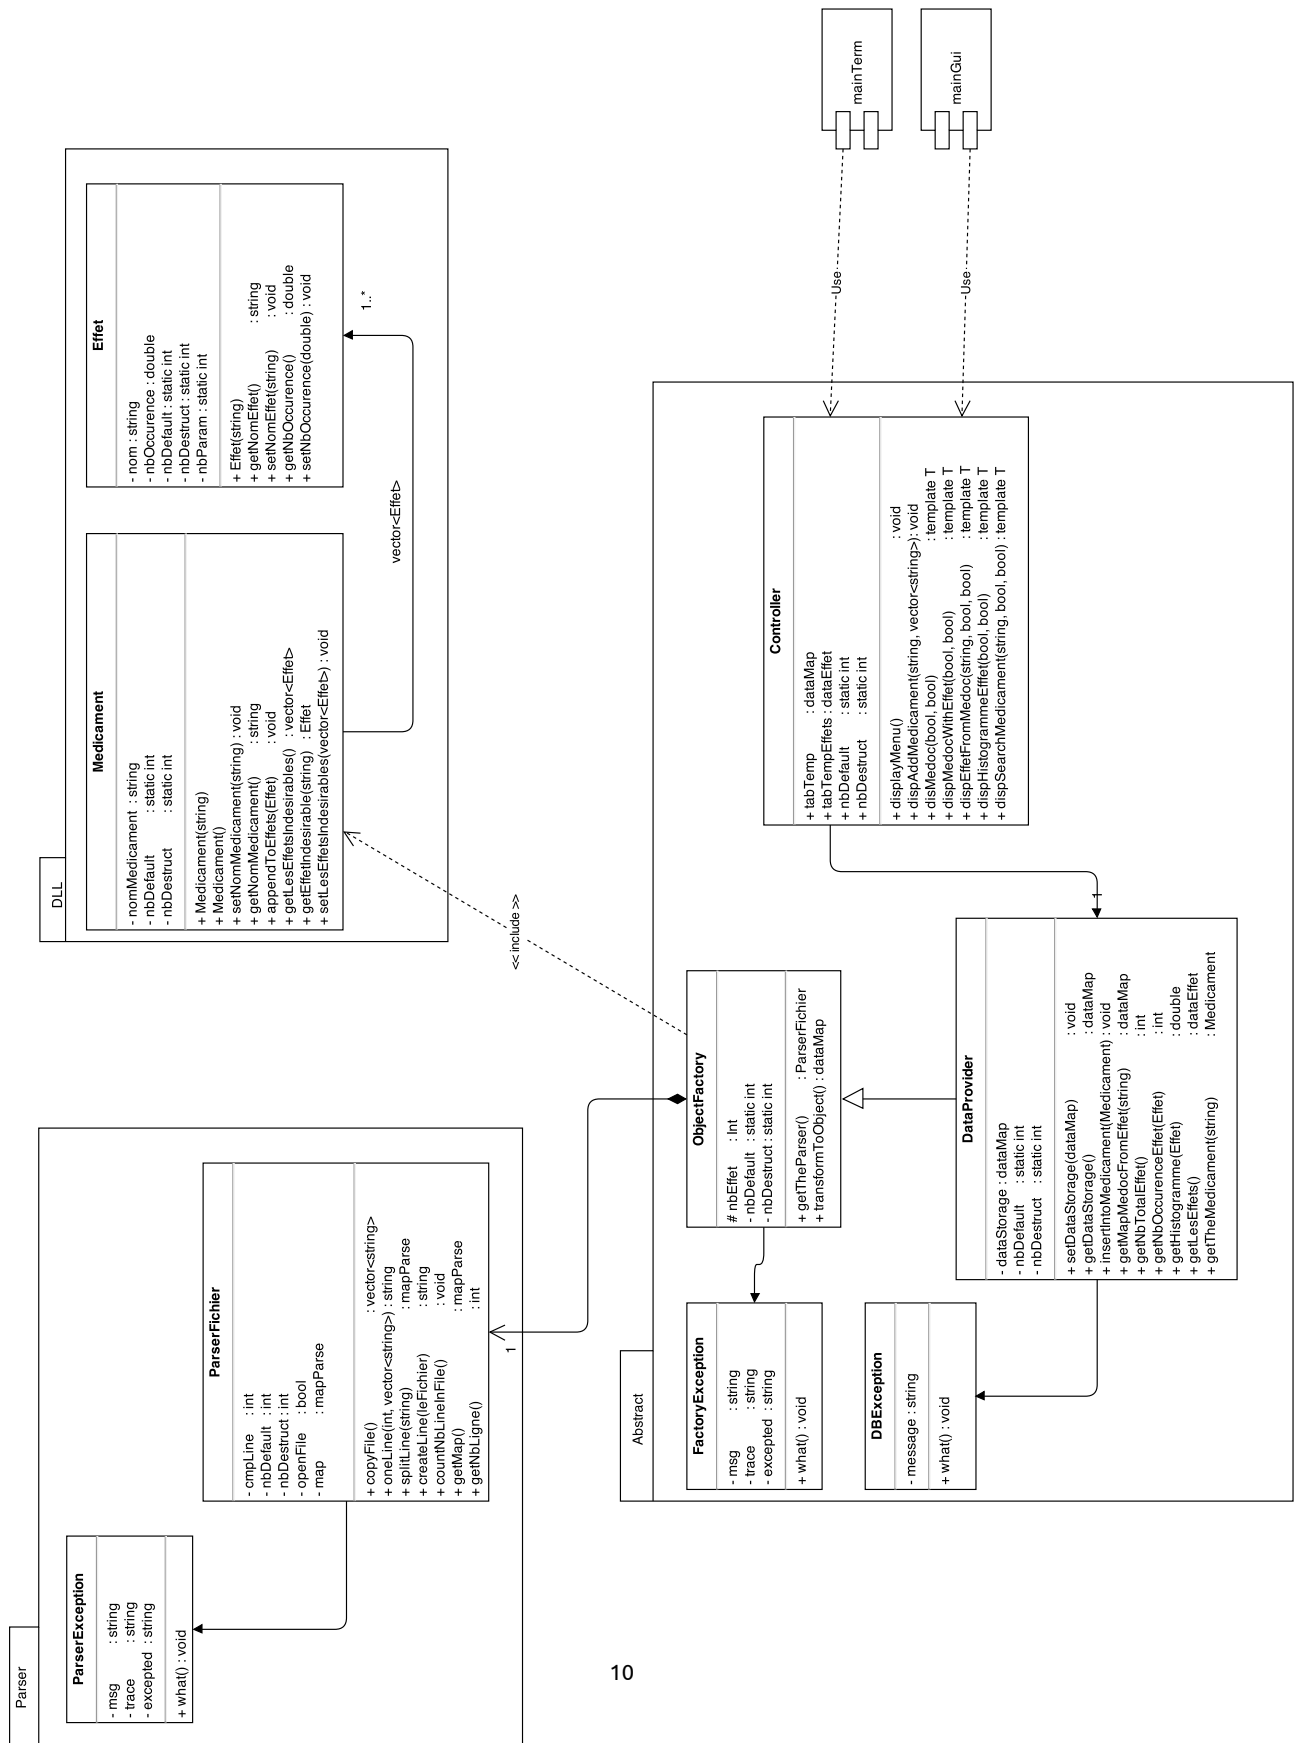 Parser
ParserException
- msg : string
- trace : string
- excepted : string
+ what() : void
ParserFichier
- cmpLine : int
- nbDefault : int
- nbDestruct : int
- openFile : bool
- map : mapParse
+ copyFile() : vector<string>
+ oneLine(int, vector<string>) : string
+ splitLine(string) : mapParse
+ createLine(leFichier) : string
+ countNbLineInFile() : void
+ getMap() : mapParse
+ getNbLigne() : int
1
DLL
Medicament
- nomMedicament : string
- nbDefault : static int
- nbDestruct : static int
+ Medicament(string)
+ Medicament()
+ setNomMedicament(string) : void
+ getNomMedicament() : string
+ appendToEffets(Effet) : void
+ getLesEffetsIndesirables() : vector<Effet>
+ getEffetIndesirable(string) : Effet
+ setLesEffetsIndesirables(vector<Effet>) : void
Effet
- nom : string
- nbOccurence : double
- nbDefault : static int
- nbDestruct : static int
- nbParam : static int
+ Effet(string)
+ getNomEffet() : string
+ setNomEffet(string) : void
+ getNbOccurence() : double
+ setNbOccurence(double) : void
1..*
vector<Effet>
<< include >>
Abstract
FactoryException
- msg : string
- trace : string
- excepted : string
+ what() : void
ObjectFactory
# nbEffet : Int
- nbDefault : static int
- nbDestruct : static int
+ getTheParser() : ParserFichier
+ transformToObject() : dataMap
DBException
- message : string
+ what() : void
DataProvider
- dataStorage : dataMap
- nbDefault : static int
- nbDestruct : static int
+ setDataStorage(dataMap) : void
+ getDataStorage() : dataMap
+ insertIntoMedicament(Medicament) : void
+ getMapMedocFromEffet(string) : dataMap
+ getNbTotalEffet() : int
+ getNbOccurenceEffet(Effet) : int
+ getHistogramme(Effet) : double
+ getLesEffets() : dataEffet
+ getTheMedicament(string) : Medicament
1
Controller
+ tabTemp : dataMap
+ tabTempEffets : dataEffet
+ nbDefault : static int
+ nbDestruct : static int
+ displayMenu() : void
+ dispAddMedicament(string, vector<string>): void
+ disMedoc(bool, bool) : template T
+ dispMedocWithEffet(bool, bool) : template T
+ dispEffetFromMedoc(string, bool, bool) : template T
+ dispHistogrammeEfffet(bool, bool) : template T
+ dispSearchMedicament(string, bool, bool) : template T
Use
Use
mainTerm
mainGui
10